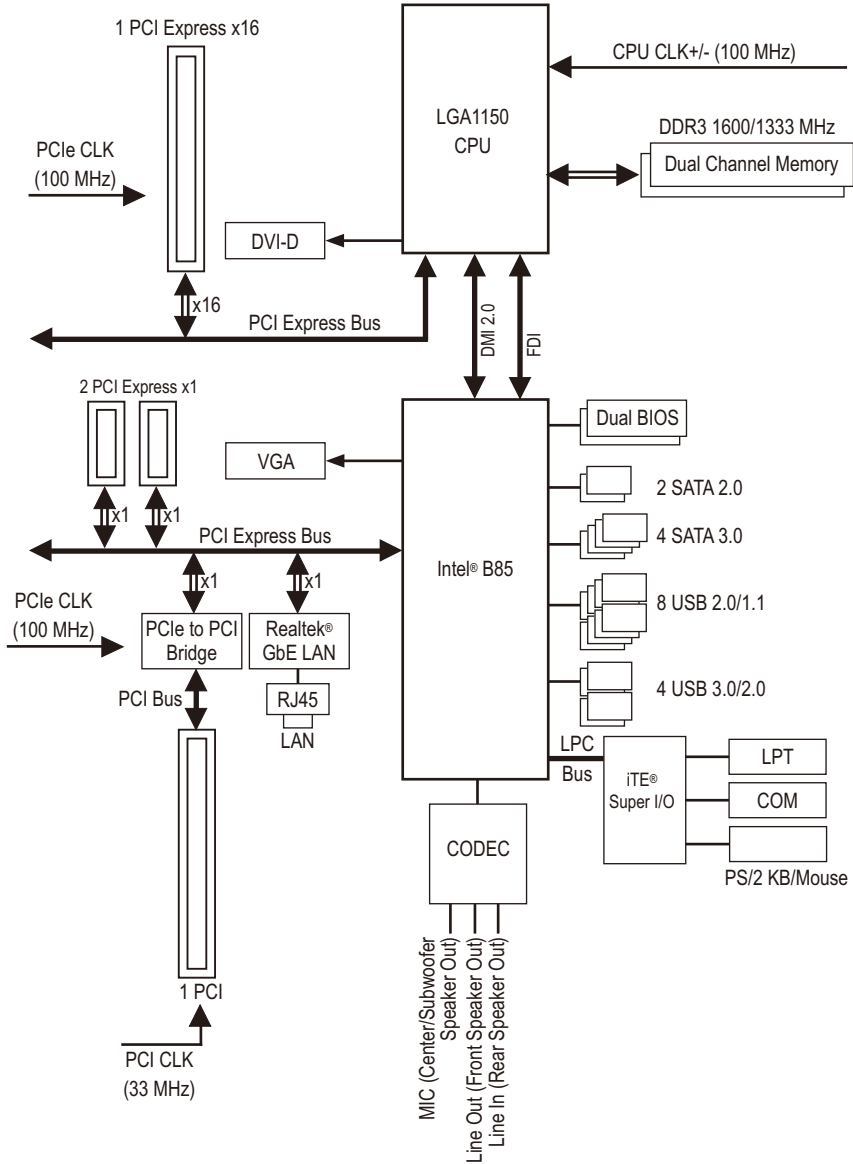 1 PCI Express x16
CPU CLK+/- (100 MHz)
LGA1150
CPU
DDR3 1600/1333 MHz
Dual Channel Memory
PCIe CLK
(100 MHz)
DVI-D
x16
PCI Express Bus
DMI 2.0
FDI
2 PCI Express x1
Dual BIOS
VGA
2 SATA 2.0
x1
x1
4 SATA 3.0
PCI Express Bus
Intel® B85
x1
x1
8 USB 2.0/1.1
PCIe CLK
(100 MHz)
PCIe to PCI
Bridge
Realtek®
GbE LAN
PCI Bus
RJ45
LAN
4 USB 3.0/2.0
LPC
Bus
iTE®
Super I/O
LPT
COM
PS/2 KB/Mouse
CODEC
1 PCI
PCI CLK
(33 MHz)
MIC (Center/Subwoofer
Speaker Out)
Line Out (Front Speaker Out)
Line In (Rear Speaker Out)